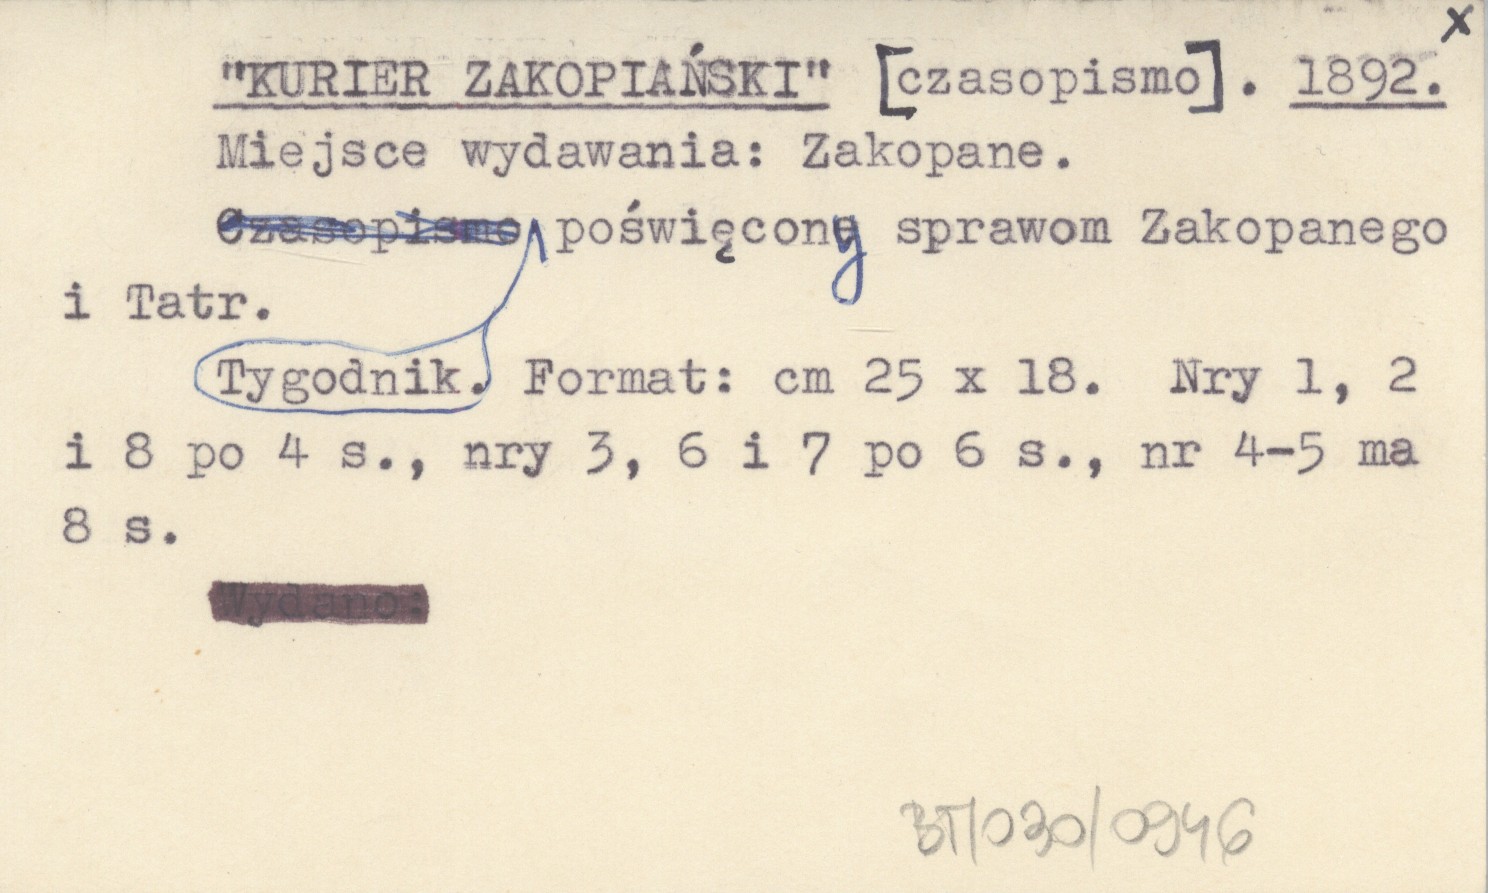 x
"KURIER ZAKOPIAŃSKI" [czasopismo]. 1892.
Miejsce wydawania: Zakopane.
Czasopismo poświęcony sprawom Zakopanego
i Tatr.
Tygodnik. Format: cm 25 x 18. Nry 1, 2
i 8 po 4 s., nry 3, 6 i 7 po 6 s., nr 4-5 ma
8 s.
Wydano:
BT/030/0946